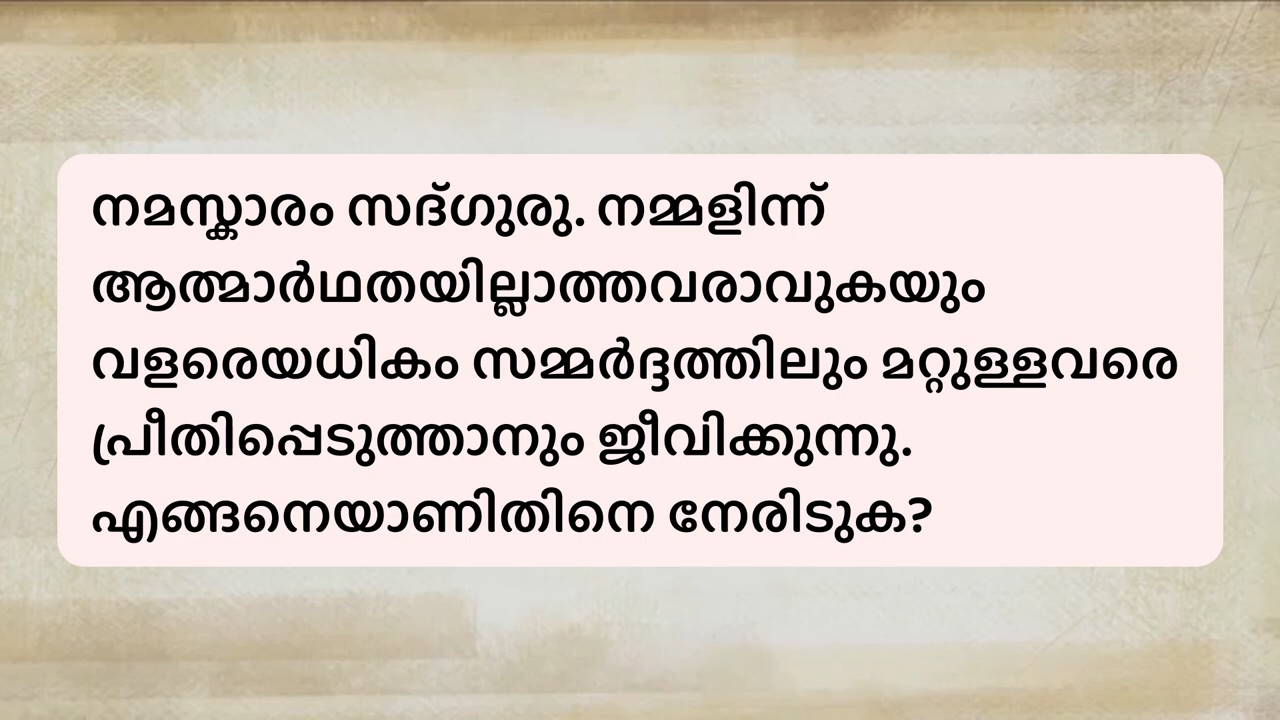 നമസ്കാരം സദ്ഗുരു. നമ്മളിന്ന്
ആത്മാർഥതയില്ലാത്തവരാവുകയും
വളരെയധികം സമ്മർദ്ദത്തിലും മറ്റുള്ളവരെ
പ്രീതിപ്പെടുത്താനും ജീവിക്കുന്നു.
എങ്ങനെയാണിതിനെ നേരിടുക?